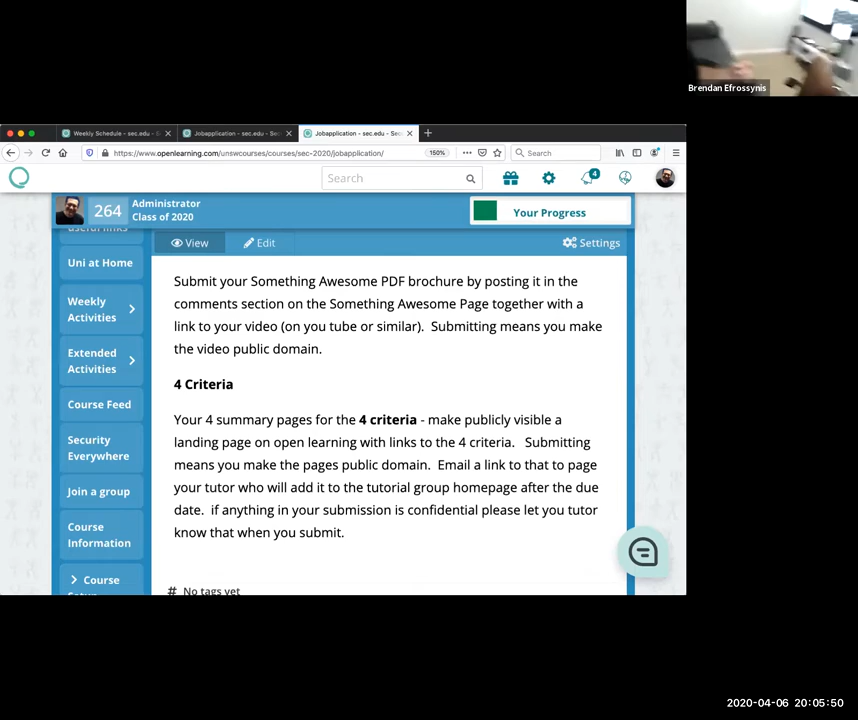 Brendan Efrossynis
Weekly Schedule - sec.edu - S
Jobapplication - sec.edu - Sec
Jobapplication - sec.edu - Sec
https://www.openlearning.com/unswcourses/courses/sec-2020/jobapplication/
150%
Search
Search
4
264
Administrator
Class of 2020
Your Progress
useful links
Uni at Home
Weekly
Activities
Extended
Activities
Course Feed
Security
Everywhere
Join a group
Course
Information
Course
View
Edit
Settings
Submit your Something Awesome PDF brochure by posting it in the
comments section on the Something Awesome Page together with a
link to your video (on you tube or similar). Submitting means you make
the video public domain.
4 Criteria
Your 4 summary pages for the 4 criteria - make publicly visible a
landing page on open learning with links to the 4 criteria. Submitting
means you make the pages public domain. Email a link to that to page
your tutor who will add it to the tutorial group homepage after the due
date. if anything in your submission is confidential please let you tutor
know that when you submit.
# No tags yet
2020-04-06 20:05:50